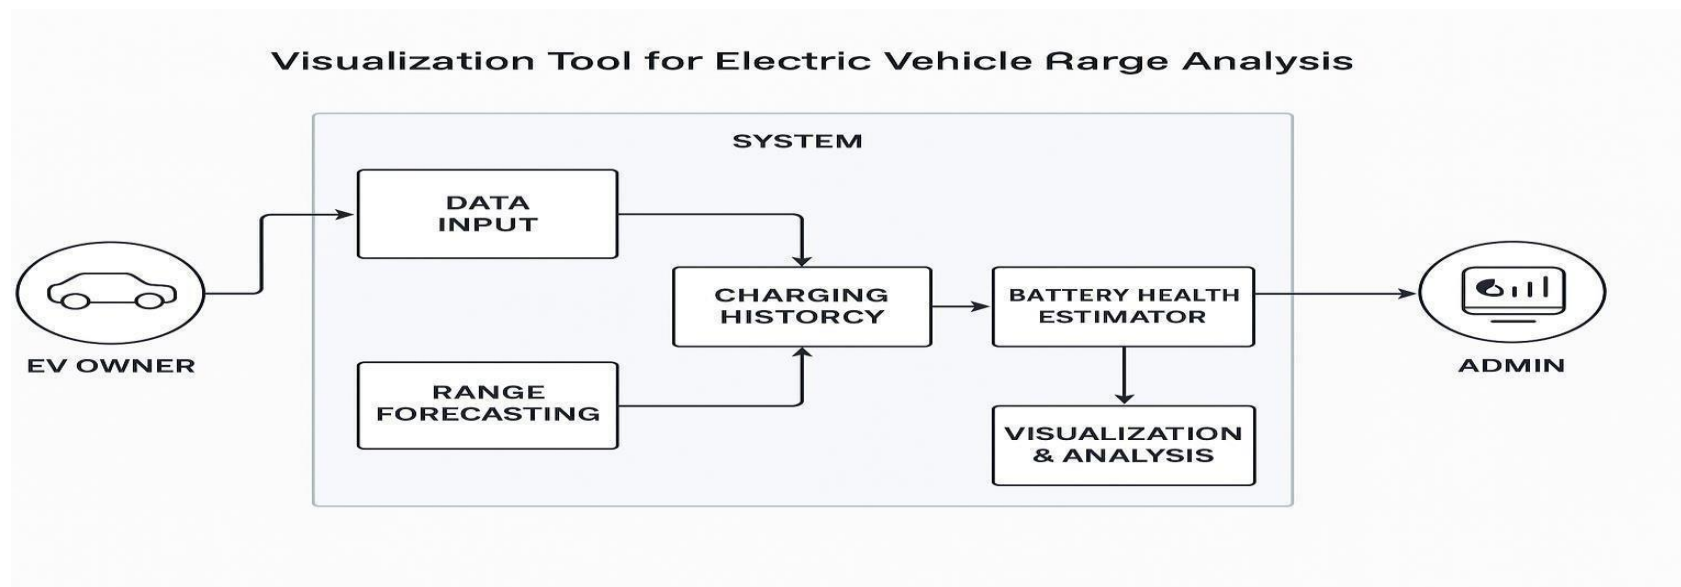 Visualization Tool for Electric Vehicle Rarge Analysis
SYSTEM
DATA
INPUT
CHARGING
HISTORCY
BATTERY HEALTH
ESTIMATOR
EV OWNER
ADMIN
RANGE
FORECASTING
VISUALIZATION
& ANALYSIS